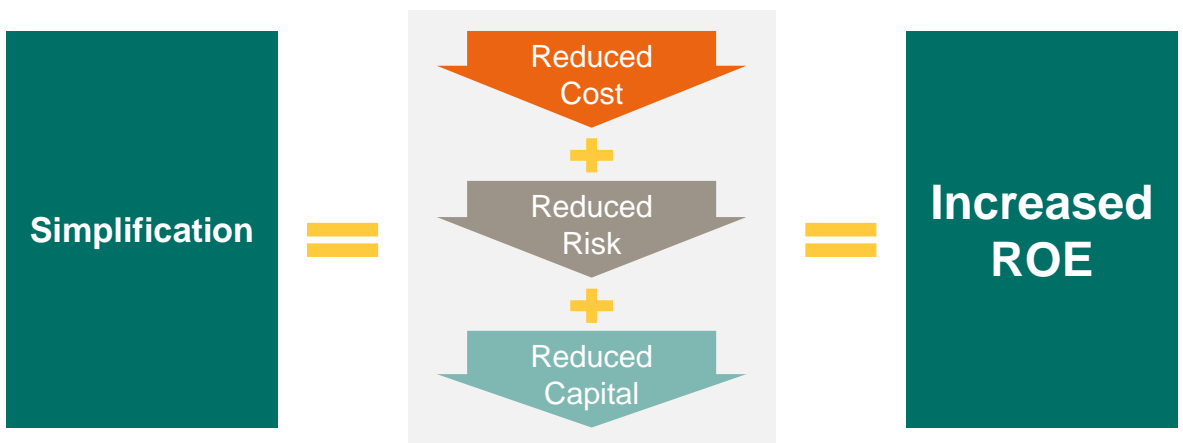 Simplification
Reduced
Cost
Reduced
Risk
Reduced
Capital
Increased
ROE